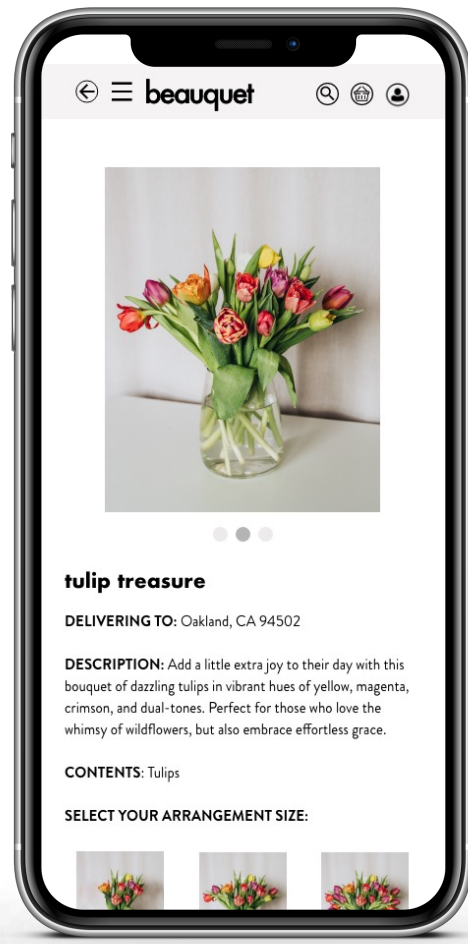 beauquet
tulip treasure
DELIVERING TO: Oakland, CA 94502
DESCRIPTION: Add a little extra joy to their day with this
bouquet of dazzling tulips in vibrant hues of yellow, magenta,
crimson, and dual-tones. Perfect for those who love the
whimsy of wildflowers, but also embrace effortless grace.
CONTENTS: Tulips
SELECT YOUR ARRANGEMENT SIZE: